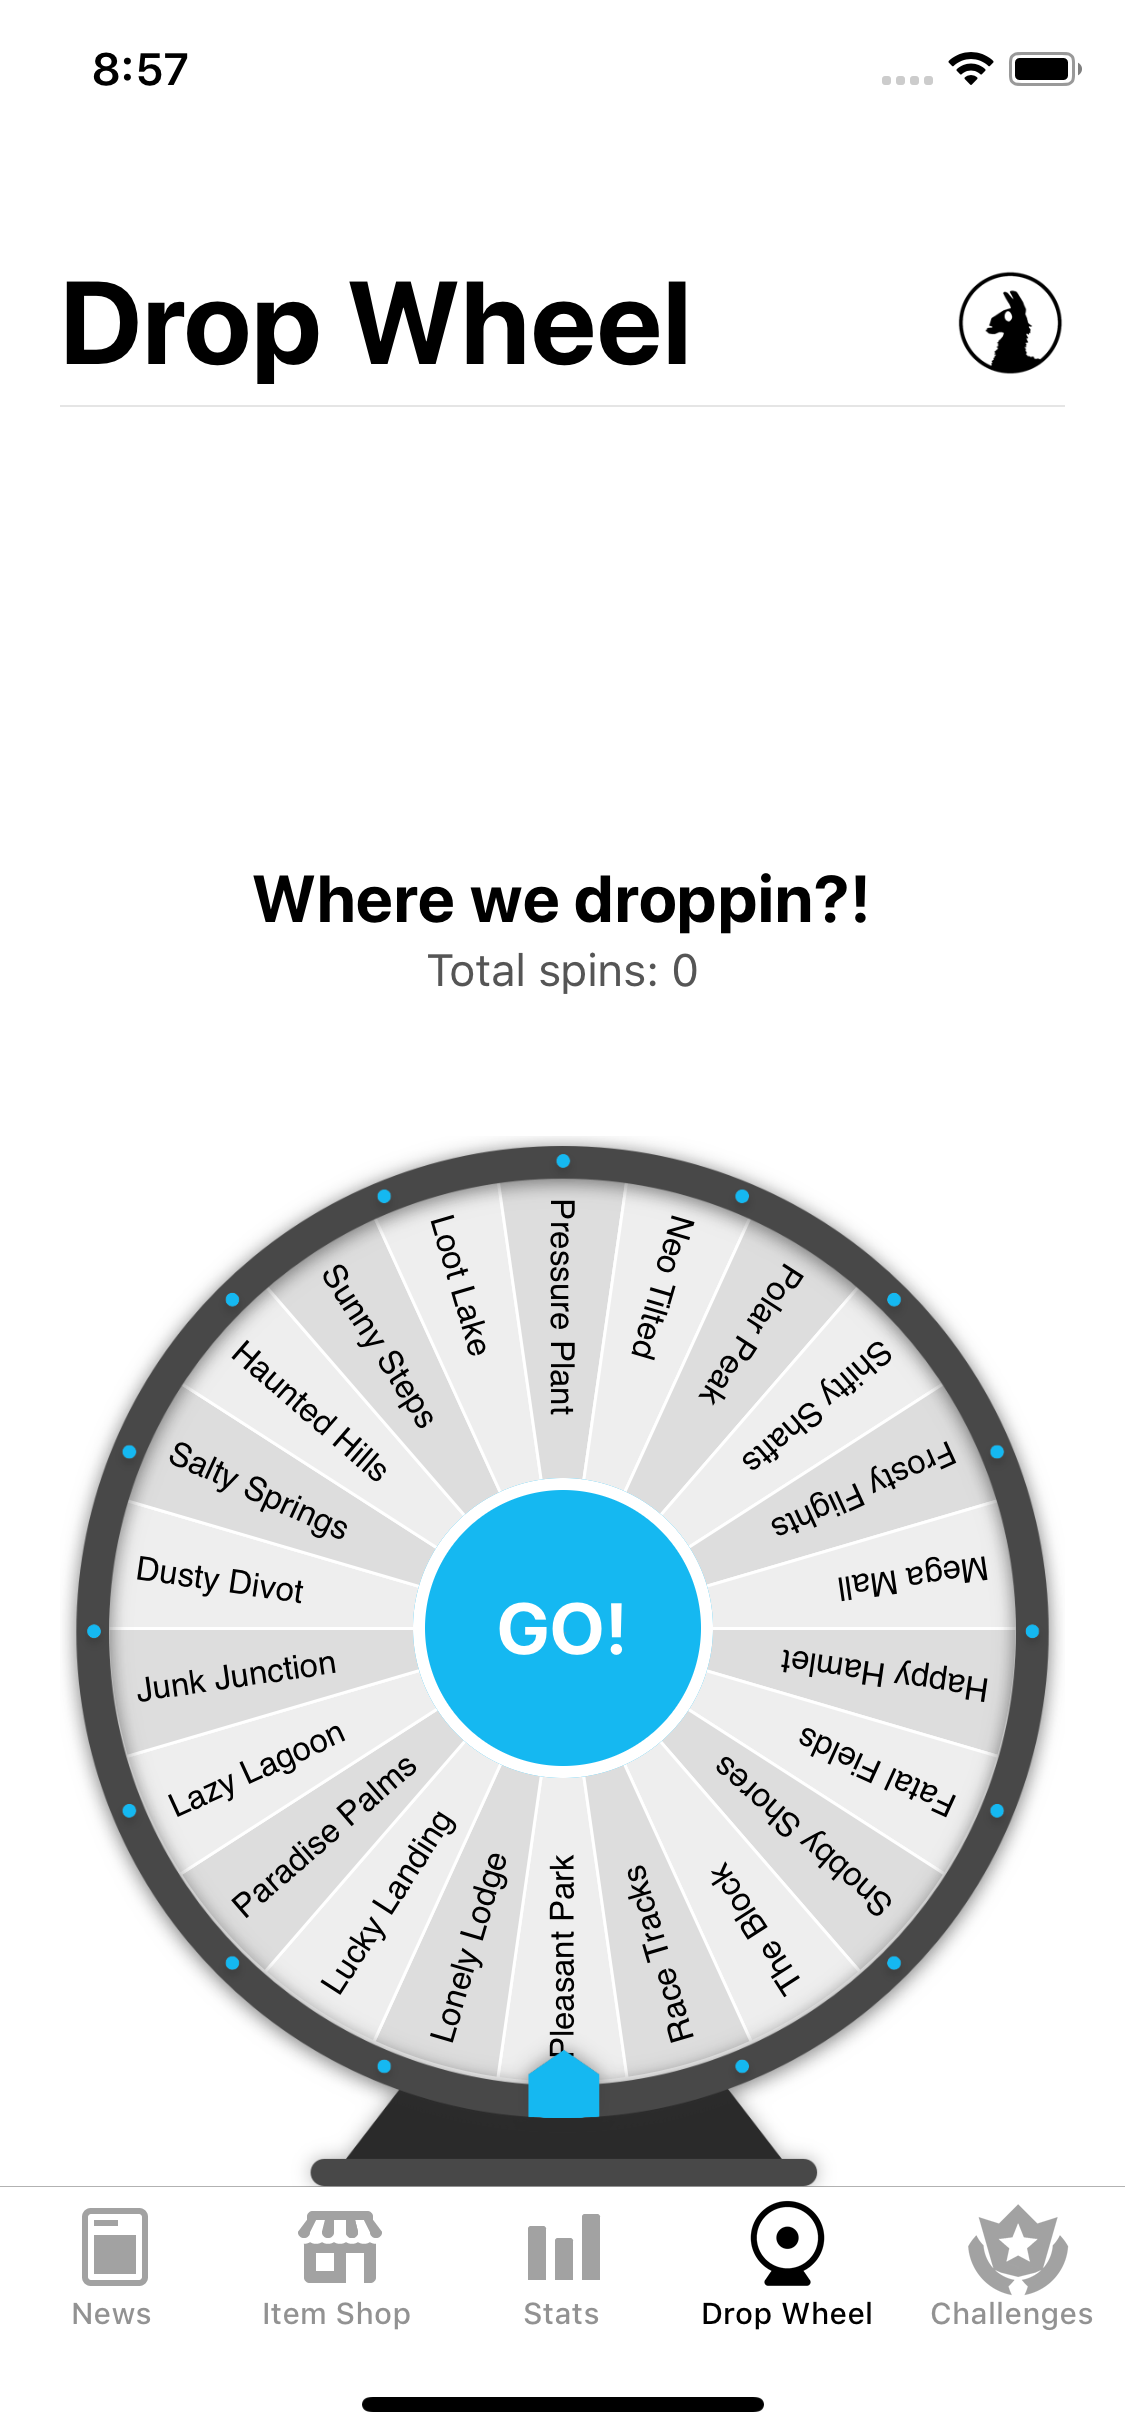 8:57
Drop Wheel
Where we droppin?!
Total spins: 0
Pressure Plant
Neo Tilted
Polar Peak
Shifty Shafts
Frosty Flights
Mega Mall
Happy Hamlet
Fatal Fields
Snobby Shores
The Block
Race Tracks
Pleasant Park
Lonely Lodge
Lucky Landing
Paradise Palms
Lazy Lagoon
Junk Junction
Dusty Divot
Salty Springs
Haunted Hills
Sunny Steps
Loot Lake
GO!
News
Item Shop
Stats
Drop Wheel
Challenges